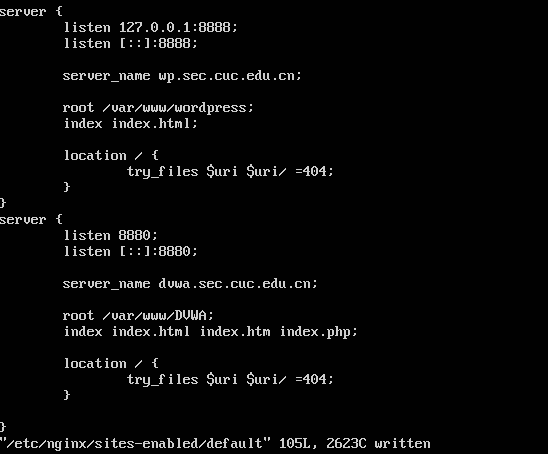 server {
        listen 127.0.0.1:8888;
        listen [::]:8888;

        server_name wp.sec.cuc.edu.cn;

        root /var/www/wordpress;
        index index.html;

        location / {
                try_files $uri $uri/ =404;
        }
}
server {
        listen 8880;
        listen [::]:8880;

        server_name dvwa.sec.cuc.edu.cn;

        root /var/www/DVWA;
        index index.html index.htm index.php;

        location / {
                try_files $uri $uri/ =404;
        }

}
"/etc/nginx/sites-enabled/default" 105L, 2623C written